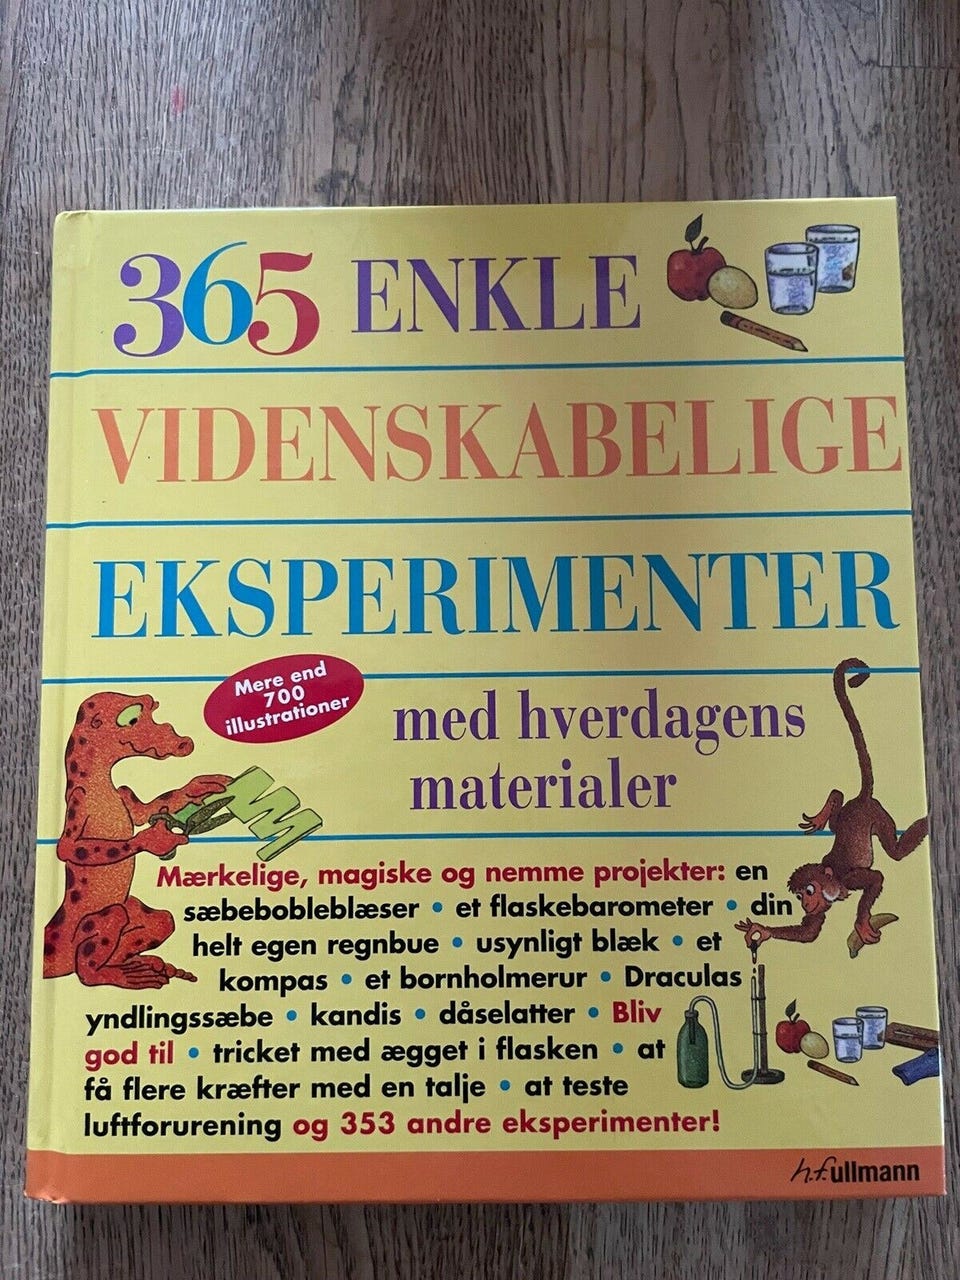 365 ENKLE
VIDENSKABELIGE
EKSPERIMENTER
Mere end
700
illustrationer
med hverdagens
materialer
Mærkelige, magiske og nemme projekter: en
sæbebobleblæser • et flaskebarometer • din
helt egen regnbue • usynligt blæk • et
kompas • et bornholmerur • Draculas
yndlingssæbe • kandis • dåselatter • Bliv
god til • tricket med ægget i flasken • at
få flere kræfter med en talje • at teste
luftforurening og 353 andre eksperimenter!
h.f.ullmann